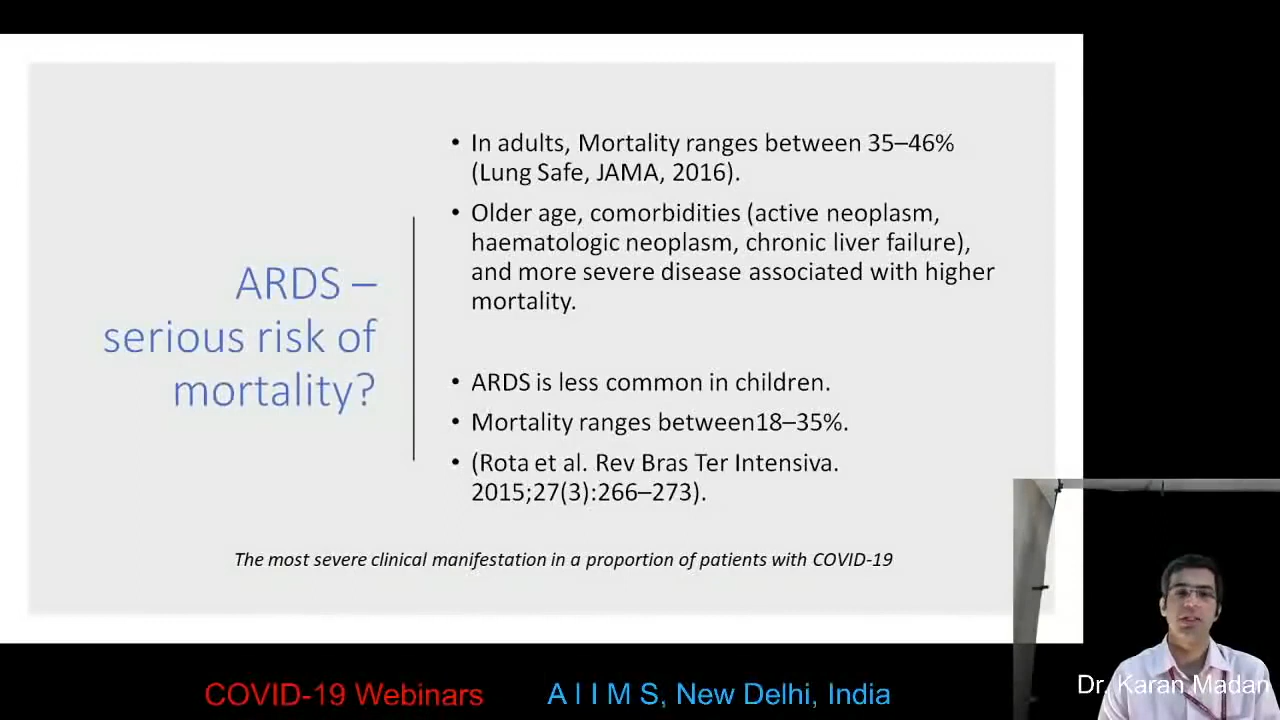 ARDS –
serious risk of
mortality?
• In adults, Mortality ranges between 35–46%
(Lung Safe, JAMA, 2016).
• Older age, comorbidities (active neoplasm,
haematologic neoplasm, chronic liver failure),
and more severe disease associated with higher
mortality.
• ARDS is less common in children.
• Mortality ranges between18–35%.
• (Rota et al. Rev Bras Ter Intensiva.
2015;27(3):266–273).
The most severe clinical manifestation in a proportion of patients with COVID-19
Dr. Karan Madan
COVID-19 Webinars A I I M S, New Delhi, India